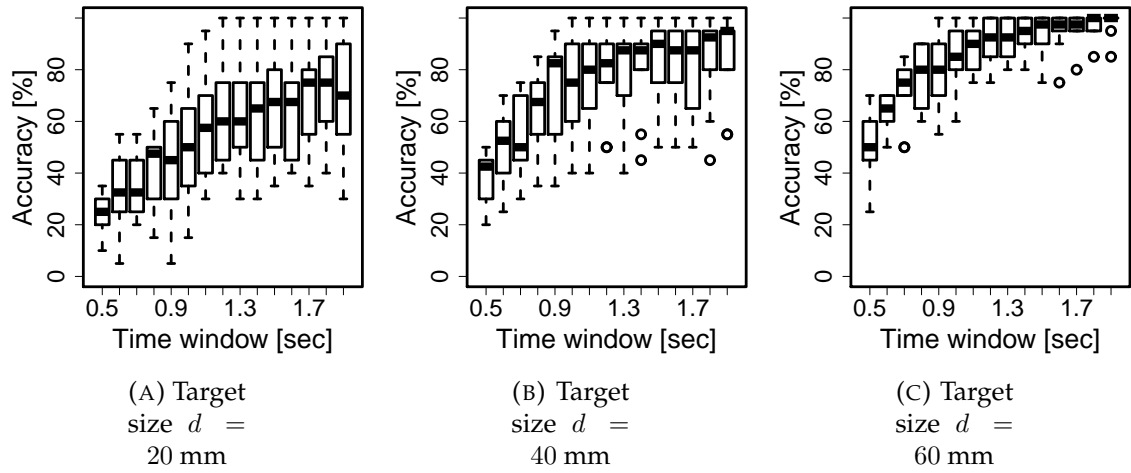 Accuracy [%]
0 20 40 60 80
0.5 0.9 1.3 1.7
Time window [sec]
(A) Target
size d =
20 mm
Accuracy [%]
0 20 40 60 80
0.5 0.9 1.3 1.7
Time window [sec]
(B) Target
size d =
40 mm
Accuracy [%]
0 20 40 60 80
0.5 0.9 1.3 1.7
Time window [sec]
(C) Target
size d =
60 mm